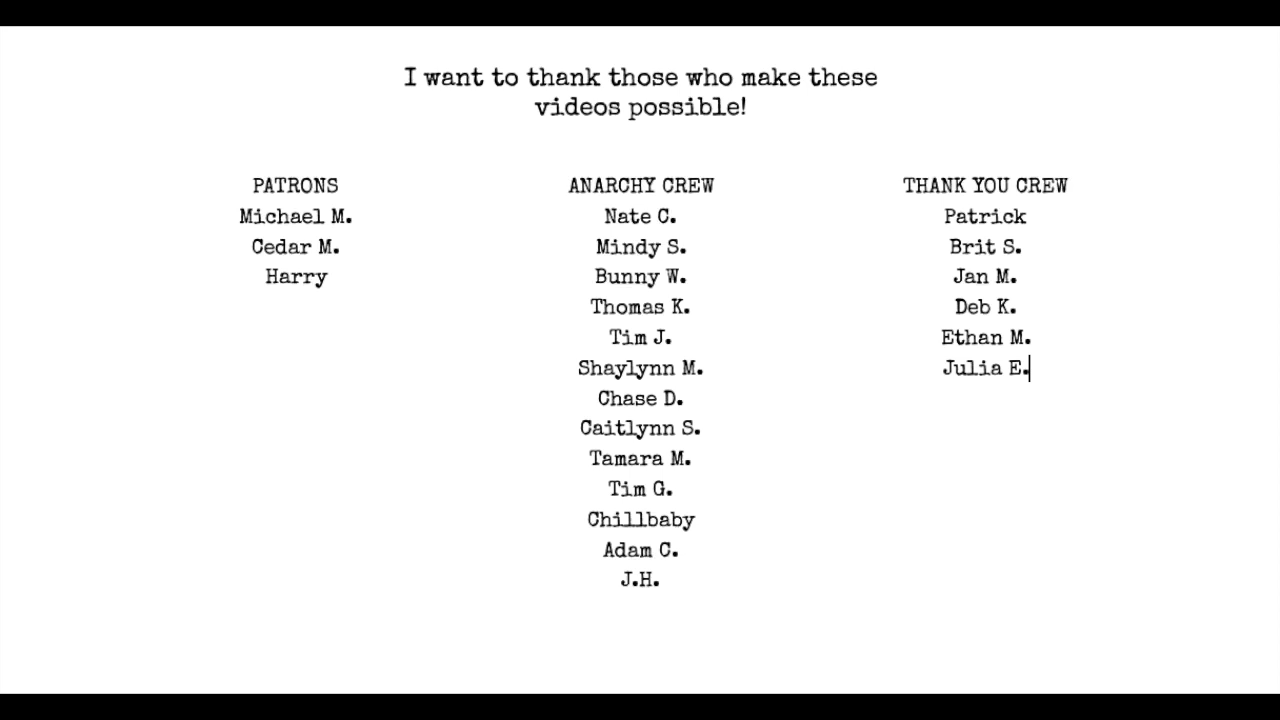 I want to thank those who make these
videos possible!
PATRONS
Michael M.
Cedar M.
Harry
ANARCHY CREW
Nate C.
Mindy S.
Bunny W.
Thomas K.
Tim J.
Shaylynn M.
Chase D.
Caitlynn S.
Tamara M.
Tim G.
Chillbaby
Adam C.
J.H.
THANK YOU CREW
Patrick
Brit S.
Jan M.
Deb K.
Ethan M.
Julia E.